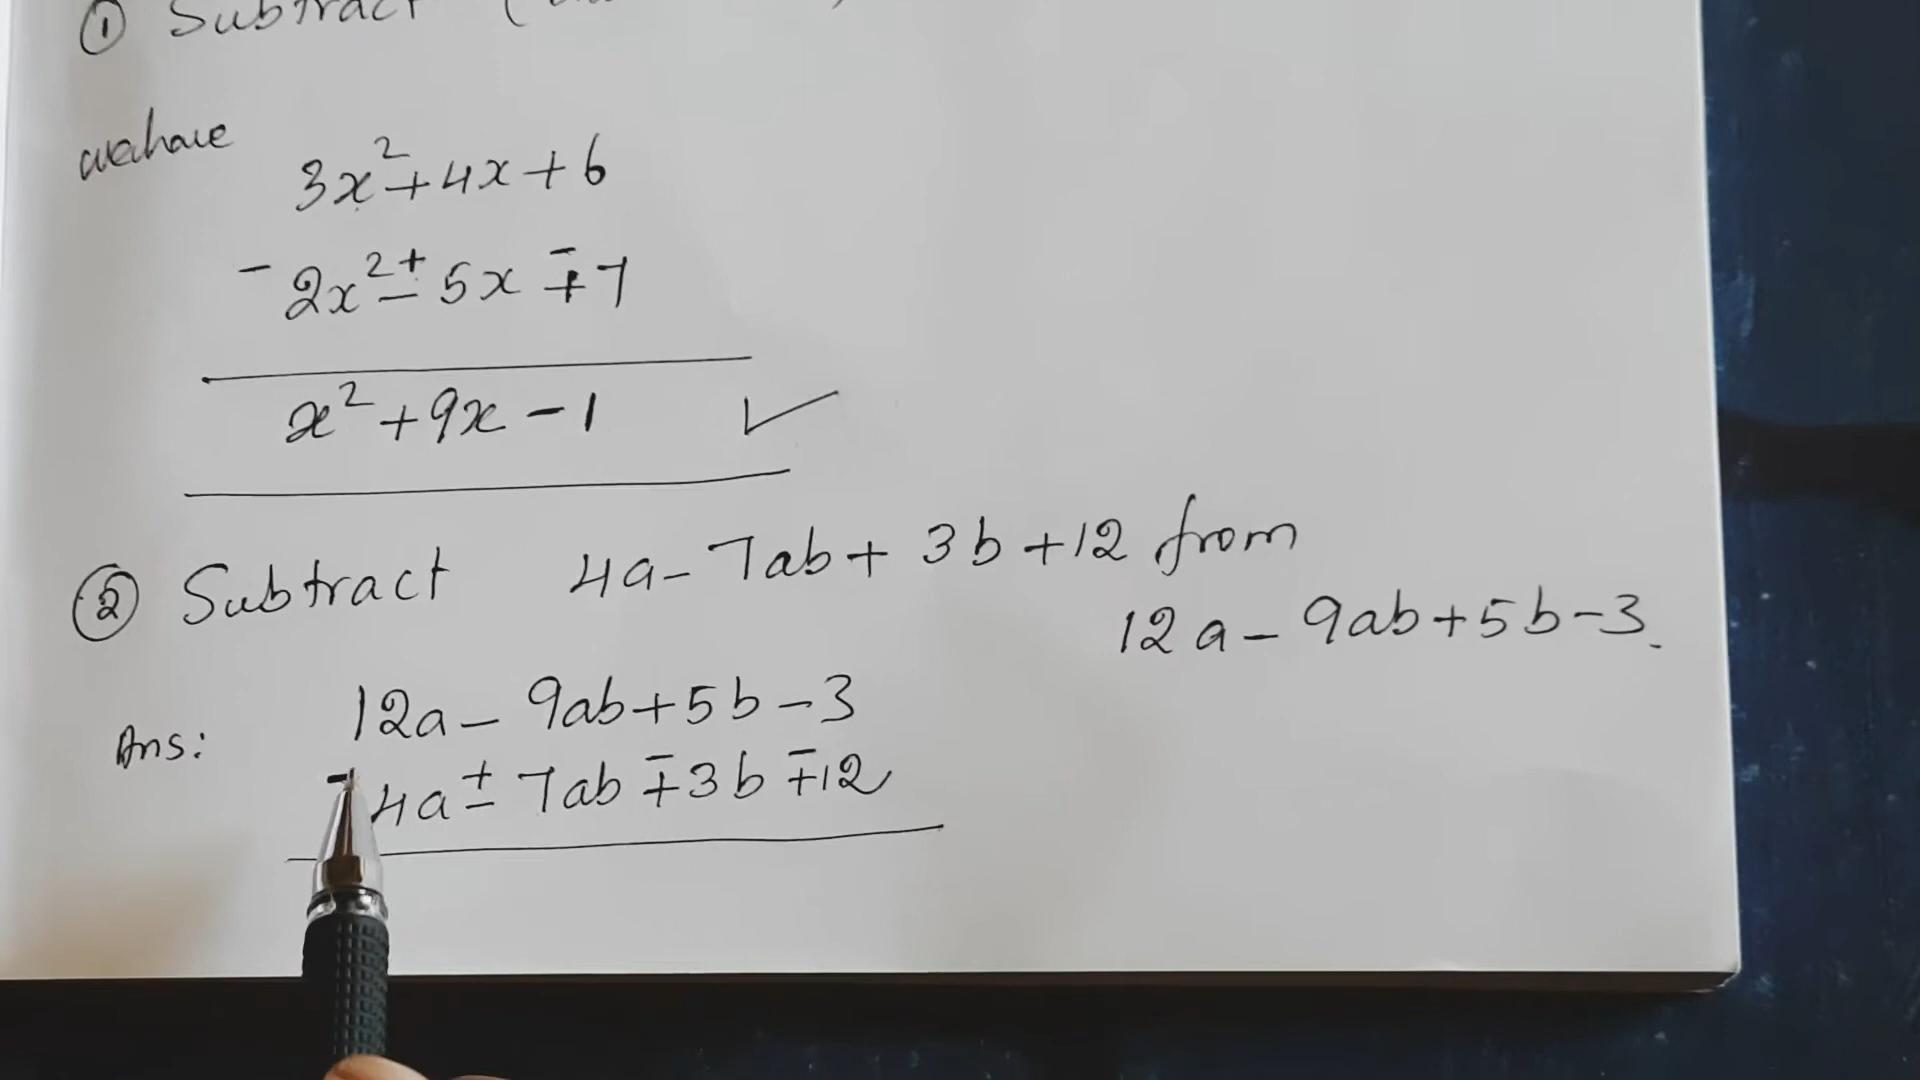 ① Subtract
we have
3x² + 4x + 6
- 2x² ± 5x ∓ 7
x² + 9x - 1 ✓
② Subtract 4a - 7ab + 3b + 12 from
12a - 9ab + 5b - 3.
Ans: 12a - 9ab + 5b - 3
- 4a ± 7ab ∓ 3b ∓ 12